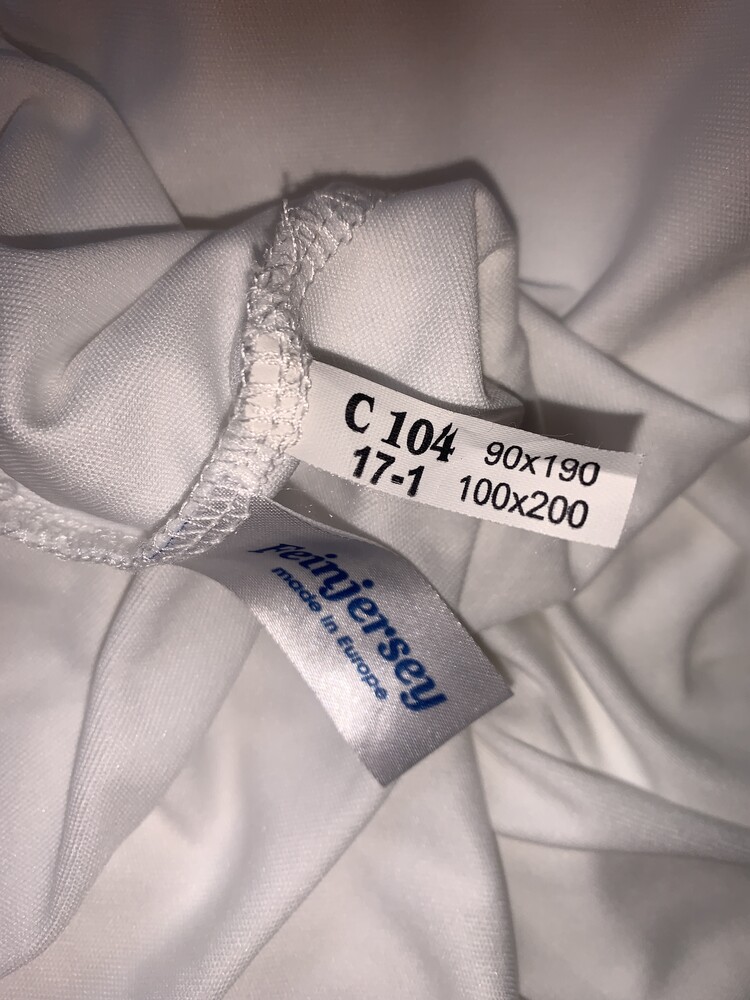 C 104 90x190
17-1 100x200
Feinjersey
made in Europe